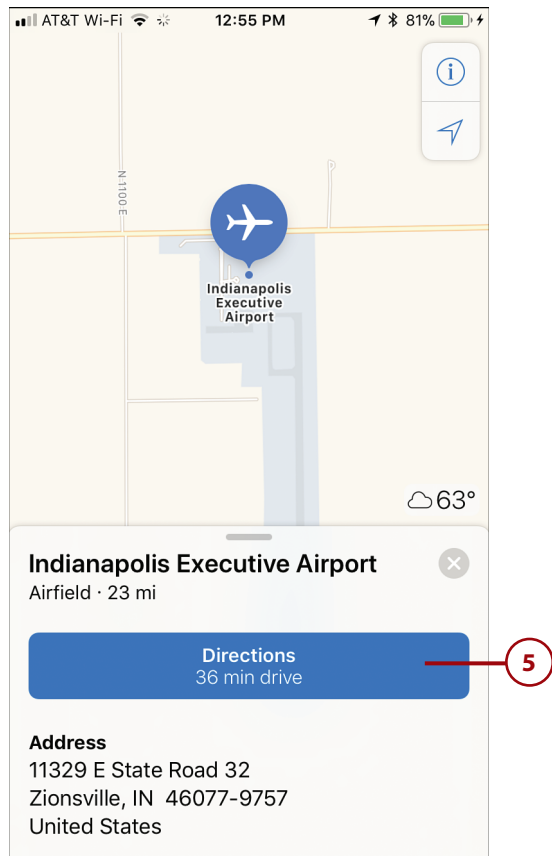 AT&T Wi-Fi 12:55 PM 81%
N 1100 E
Indianapolis
Executive
Airport
63°
Indianapolis Executive Airport
Airfield · 23 mi
Directions
36 min drive
5
Address
11329 E State Road 32
Zionsville, IN 46077-9757
United States